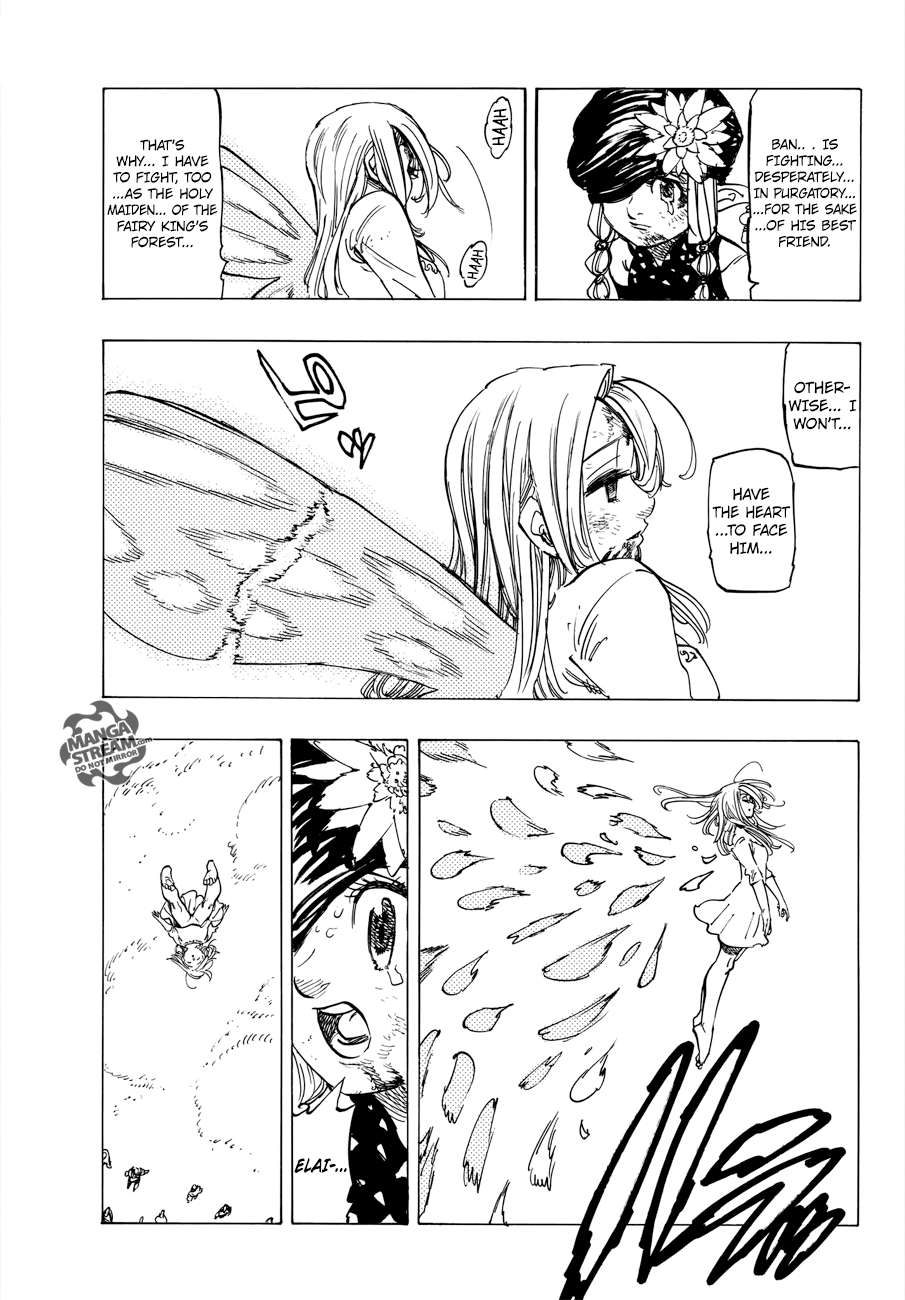 BAN.. . IS
FIGHTING...
DESPERATELY...
...IN PURGATORY...
...FOR THE SAKE
...OF HIS BEST
FRIEND.
HAAH
HAAH
THAT'S
WHY... I HAVE
TO FIGHT, TOO
...AS THE HOLY
MAIDEN... OF THE
FAIRY KING'S
FOREST...
OTHER-
WISE... I
WON'T...
HAVE
THE HEART
...TO FACE
HIM...
ELAI-...
MANGA
STREAM.com
DO NOT MIRROR